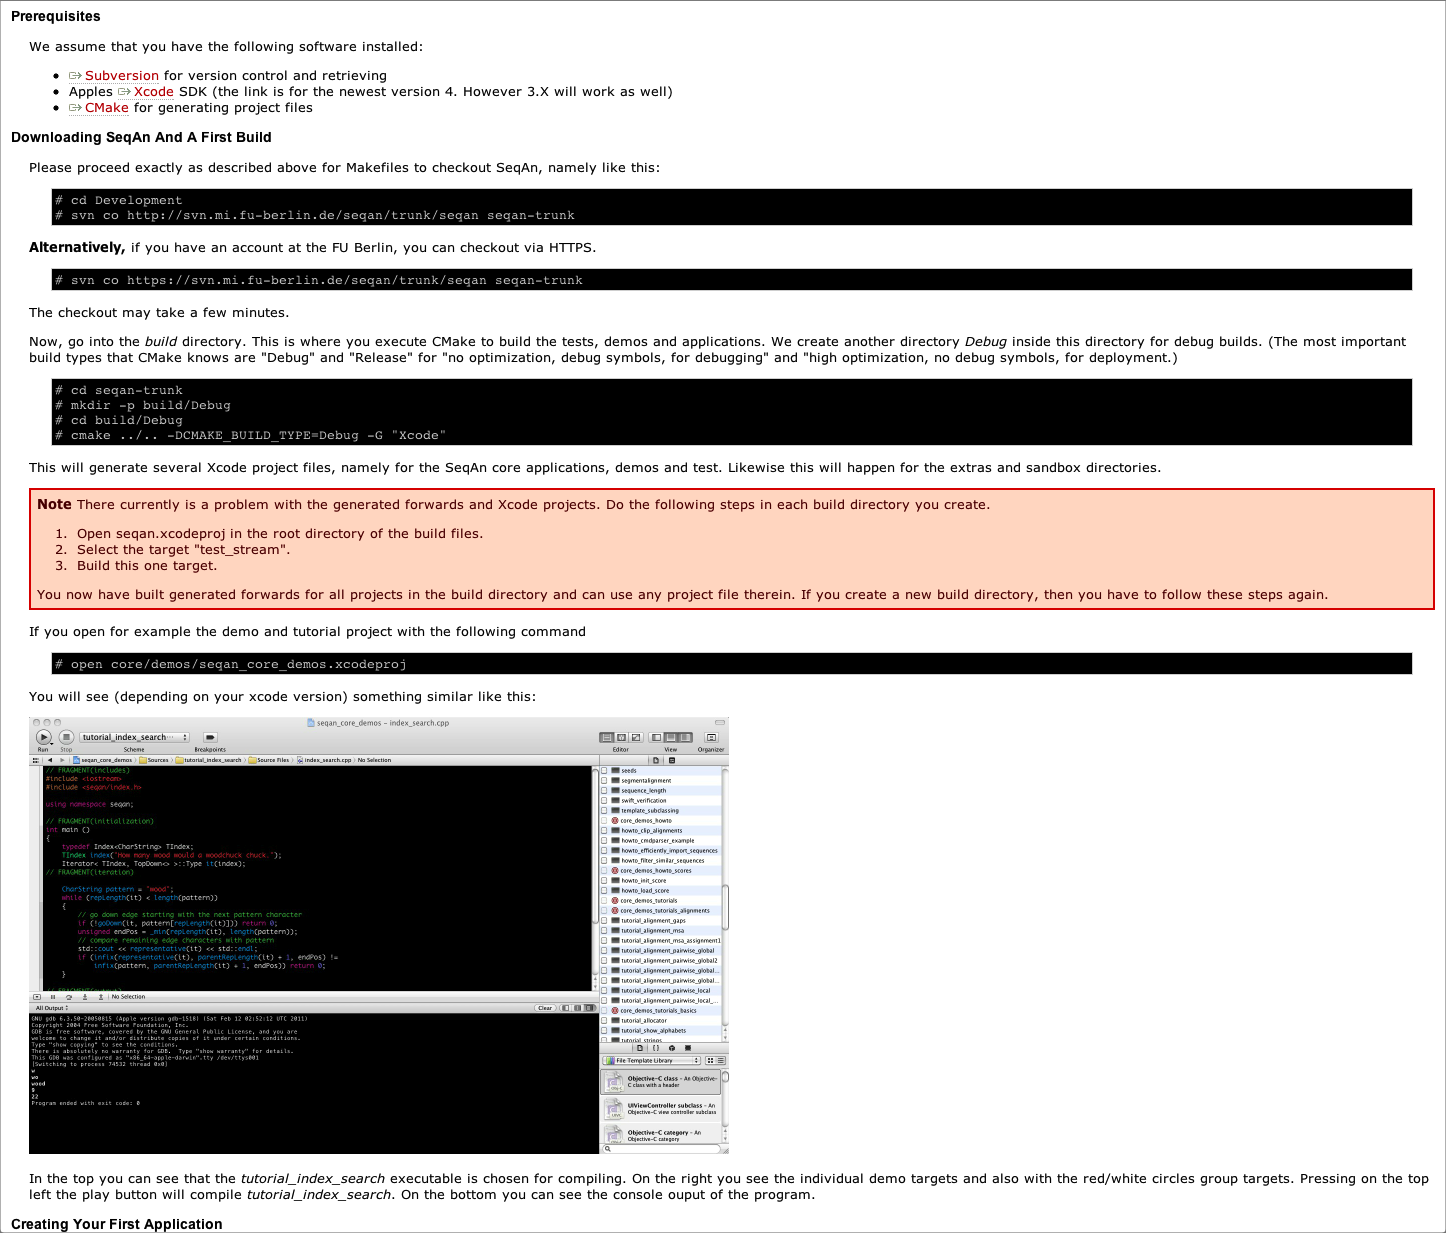 Prerequisites
We assume that you have the following software installed:
Subversion for version control and retrieving
Apples Xcode SDK (the link is for the newest version 4. However 3.X will work as well)
CMake for generating project files
Downloading SeqAn And A First Build
Please proceed exactly as described above for Makefiles to checkout SeqAn, namely like this:
# cd Development
# svn co http://svn.mi.fu-berlin.de/seqan/trunk/seqan seqan-trunk
Alternatively, if you have an account at the FU Berlin, you can checkout via HTTPS.
# svn co https://svn.mi.fu-berlin.de/seqan/trunk/seqan seqan-trunk
The checkout may take a few minutes.
Now, go into the build directory. This is where you execute CMake to build the tests, demos and applications. We create another directory Debug inside this directory for debug builds. (The most important
build types that CMake knows are "Debug" and "Release" for "no optimization, debug symbols, for debugging" and "high optimization, no debug symbols, for deployment.)
# cd seqan-trunk
# mkdir -p build/Debug
# cd build/Debug
# cmake ../.. -DCMAKE_BUILD_TYPE=Debug -G "Xcode"
This will generate several Xcode project files, namely for the SeqAn core applications, demos and test. Likewise this will happen for the extras and sandbox directories.
Note There currently is a problem with the generated forwards and Xcode projects. Do the following steps in each build directory you create.
1. Open seqan.xcodeproj in the root directory of the build files.
2. Select the target "test_stream".
3. Build this one target.
You now have built generated forwards for all projects in the build directory and can use any project file therein. If you create a new build directory, then you have to follow these steps again.
If you open for example the demo and tutorial project with the following command
# open core/demos/seqan_core_demos.xcodeproj
You will see (depending on your xcode version) something similar like this:
seqan_core_demos – index_search.cpp
tutorial_index_search···
Run Stop Scheme Breakpoints Editor View Organizer
seqan_core_demos Sources tutorial_index_search Source Files index_search.cpp No Selection
// FRAGMENT(includes)
#include <iostream>
#include <seqan/index.h>
using namespace seqan;
// FRAGMENT(initialization)
int main ()
{
typedef Index<CharString> TIndex;
TIndex index("How many wood would a woodchuck chuck.");
Iterator< TIndex, TopDown<> >::Type it(index);
// FRAGMENT(iteration)
CharString pattern = "wood";
while (repLength(it) < length(pattern))
{
// go down edge starting with the next pattern character
if (!goDown(it, pattern[repLength(it)])) return 0;
unsigned endPos = _min(repLength(it), length(pattern));
// compare remaining edge characters with pattern
std::cout << representative(it) << std::endl;
if (infix(representative(it), parentRepLength(it) + 1, endPos) !=
infix(pattern, parentRepLength(it) + 1, endPos)) return 0;
}
// FRAGMENT(output)
seeds
segmentalignment
sequence_length
swift_verification
template_subclassing
core_demos_howto
howto_clip_alignments
howto_cmdparser_example
howto_efficiently_import_sequences
howto_filter_similar_sequences
core_demos_howto_scores
howto_init_score
howto_load_score
core_demos_tutorials
core_demos_tutorials_alignments
tutorial_alignment_gaps
tutorial_alignment_msa
tutorial_alignment_msa_assignment1
tutorial_alignment_pairwise_global
tutorial_alignment_pairwise_global2
tutorial_alignment_pairwise_global...
tutorial_alignment_pairwise_global...
tutorial_alignment_pairwise_local
tutorial_alignment_pairwise_local_...
core_demos_tutorials_basics
tutorial_allocator
tutorial_show_alphabets
tutorial_strings
No Selection
All Output Clear
GNU gdb 6.3.50-20050815 (Apple version gdb-1518) (Sat Feb 12 02:52:12 UTC 2011)
Copyright 2004 Free Software Foundation, Inc.
GDB is free software, covered by the GNU General Public License, and you are
welcome to change it and/or distribute copies of it under certain conditions.
Type "show copying" to see the conditions.
There is absolutely no warranty for GDB. Type "show warranty" for details.
This GDB was configured as "x86_64-apple-darwin".tty /dev/ttys001
[Switching to process 74532 thread 0x0]
w
wo
wood
9
22
Program ended with exit code: 0
File Template Library
Objective-C class – An Objective-
C class with a header
UIViewController subclass – An
Objective-C view controller subclass
Objective-C category – An
Objective-C category
In the top you can see that the tutorial_index_search executable is chosen for compiling. On the right you see the individual demo targets and also with the red/white circles group targets. Pressing on the top
left the play button will compile tutorial_index_search. On the bottom you can see the console ouput of the program.
Creating Your First Application